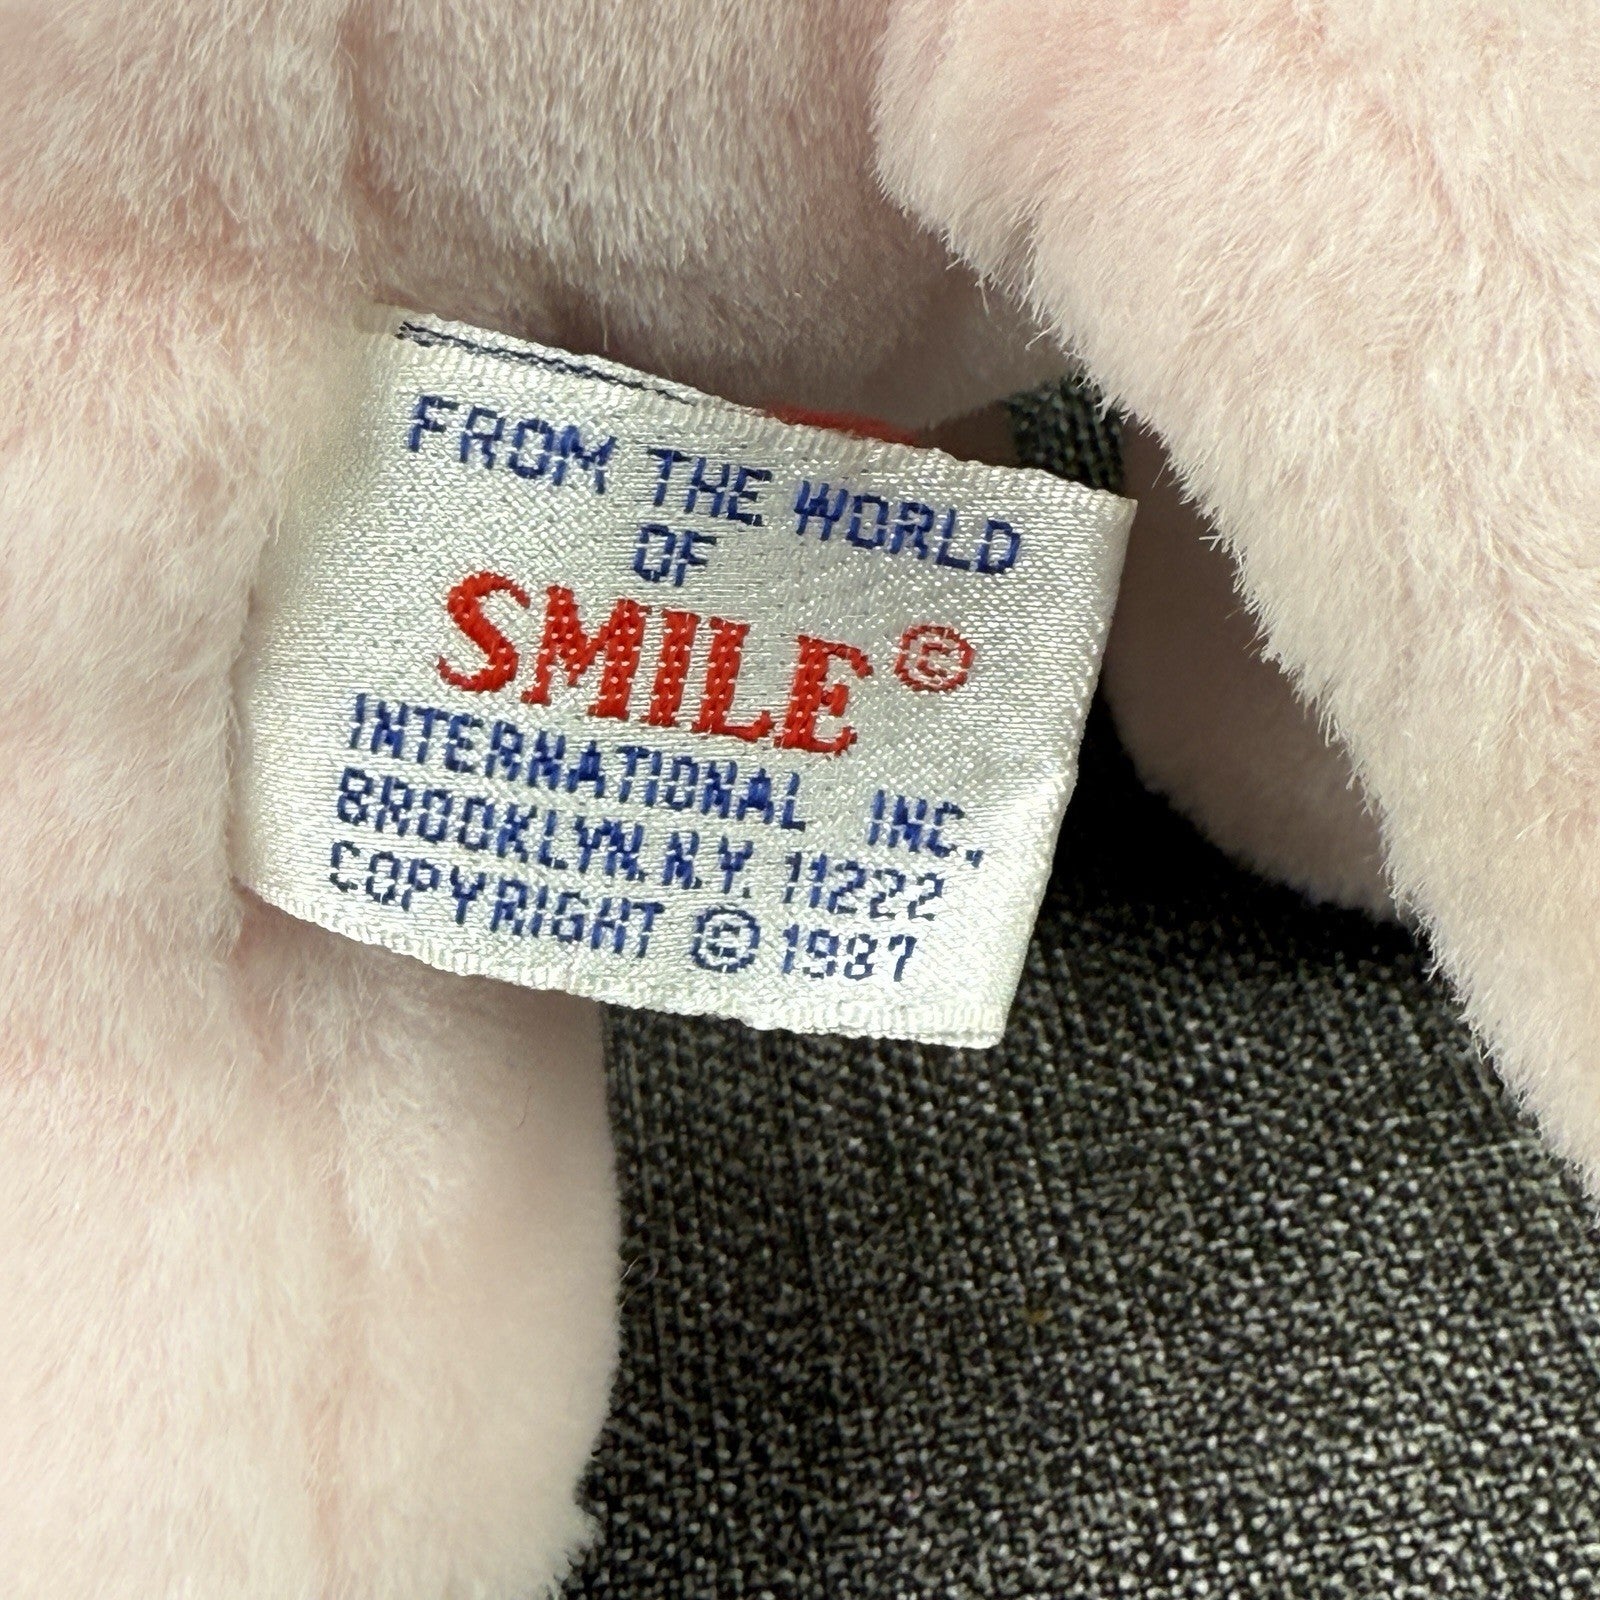 FROM THE WORLD
OF
SMILE ©
INTERNATIONAL INC.
BROOKLYN. N.Y. 11222
COPYRIGHT © 1987